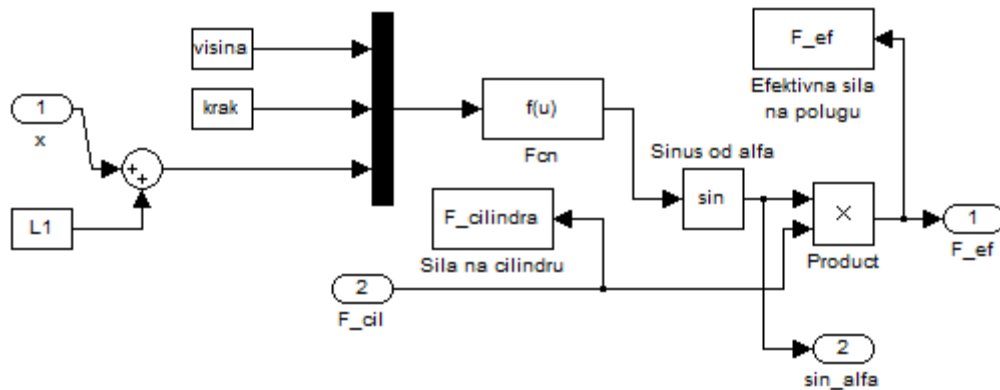 visina
F_ef
Efektivna sila
na polugu
krak
1
x
f(u)
Fcn
Sinus od alfa
+
+
sin
×
L1
F_cilindra
Sila na cilindru
Product
1
F_ef
2
F_cil
2
sin_alfa